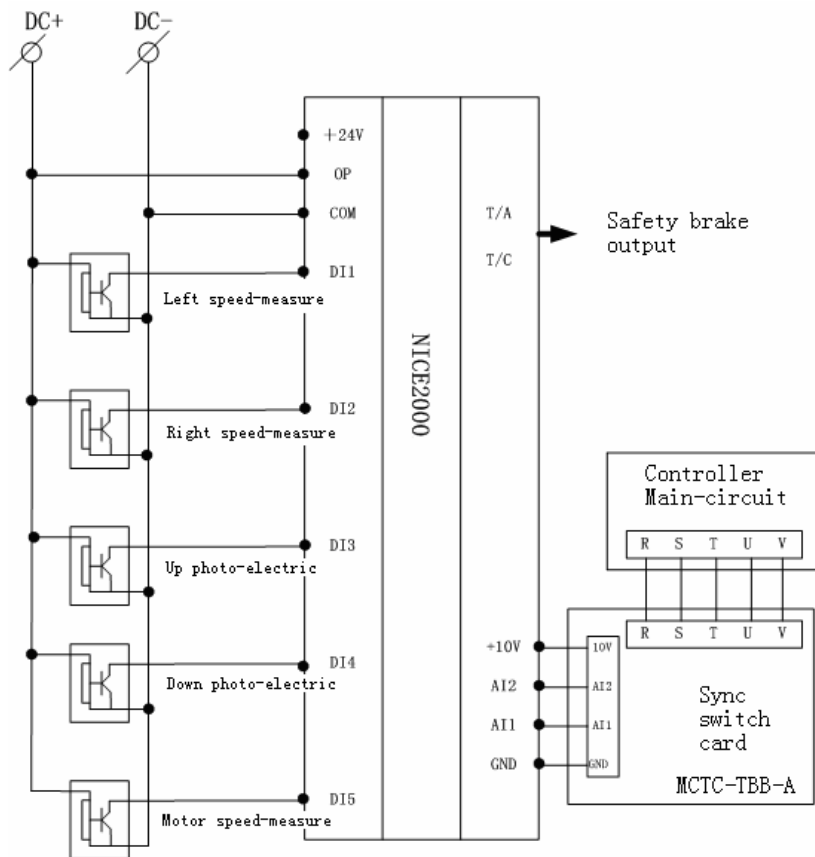 DC+
DC-
+24V
OP
COM
DI1
Left speed-measure
DI2
Right speed-measure
DI3
Up photo-electric
DI4
Down photo-electric
DI5
Motor speed-measure
NICE2000
T/A
T/C
Safety brake
output
+10V
AI2
AI1
GND
10V
AI2
AI1
GND
Controller
Main-circuit
R S T U V
R S T U V
Sync
switch
card
MCTC-TBB-A